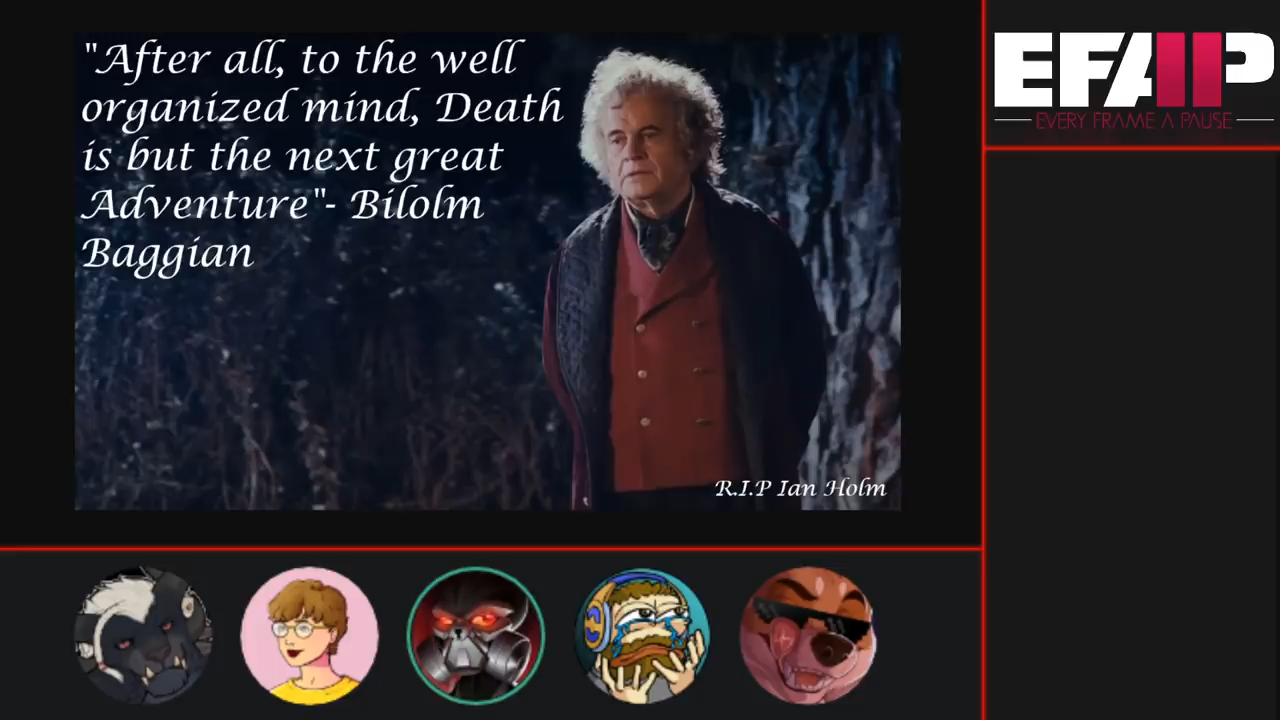 "After all, to the well
organized mind, Death
is but the next great
Adventure"- Bilolm
Baggian
R.I.P Ian Holm
EFAP
EVERY FRAME A PAUSE